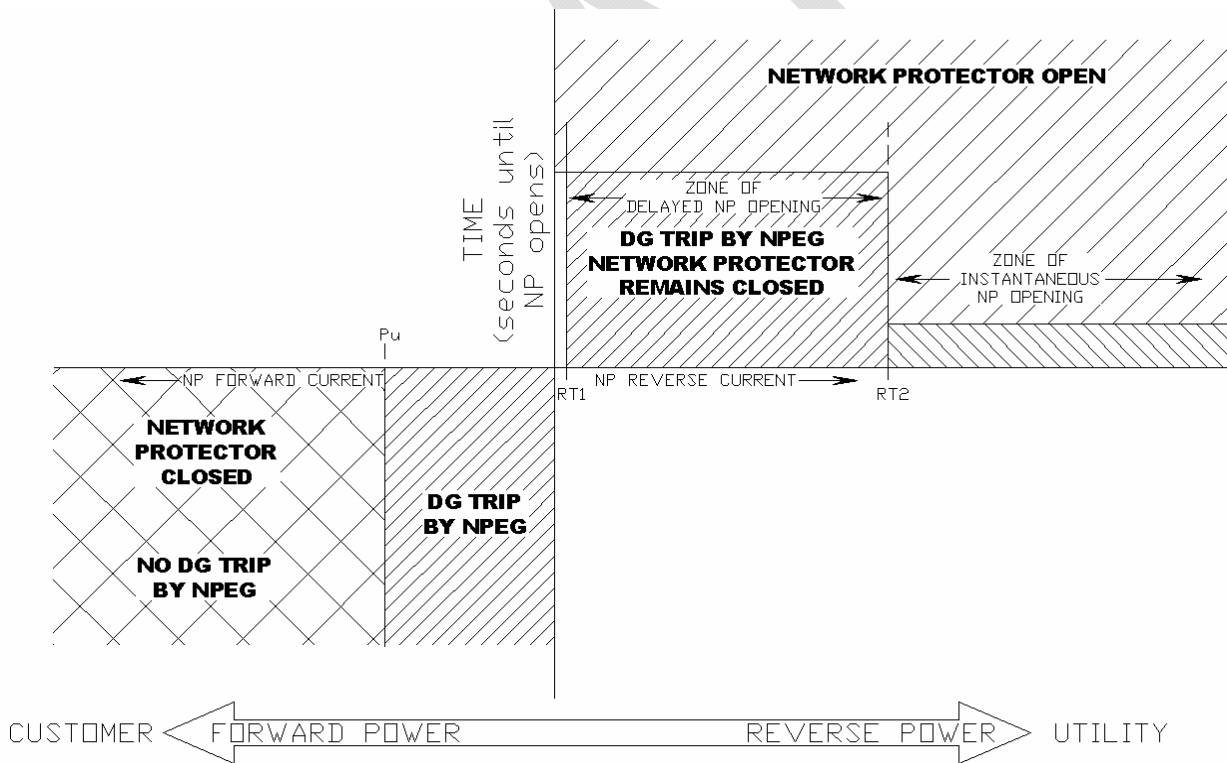 NETWORK PROTECTOR OPEN
TIME
(seconds until
NP opens)
ZONE OF
DELAYED NP OPENING
DG TRIP BY NPEG
NETWORK PROTECTOR
REMAINS CLOSED
ZONE OF
INSTANTANEOUS
NP OPENING
Pu
NP FORWARD CURRENT
NP REVERSE CURRENT
RT1
RT2
NETWORK
PROTECTOR
CLOSED
NO DG TRIP
BY NPEG
DG TRIP
BY NPEG
CUSTOMER
FORWARD POWER
REVERSE POWER
UTILITY